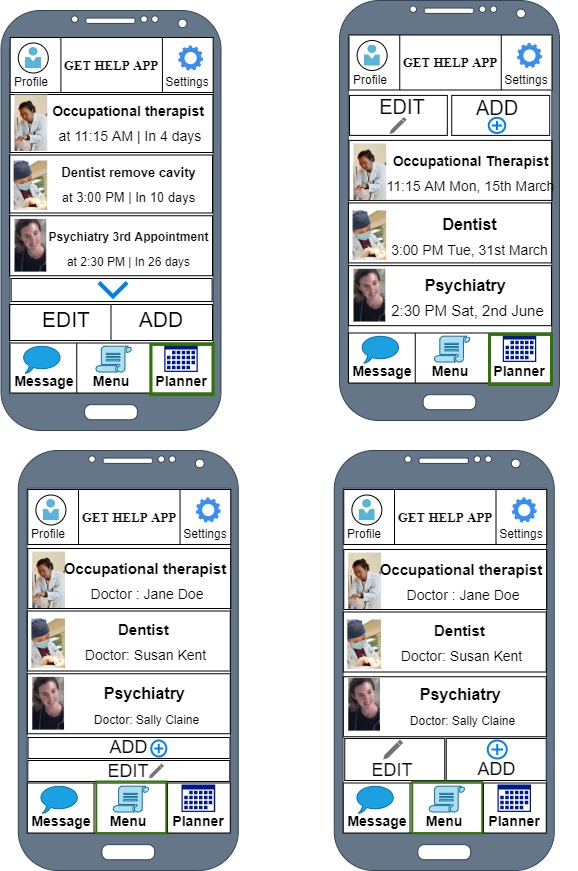 GET HELP APP
Profile
Settings
Occupational therapist
at 11:15 AM | In 4 days
Dentist remove cavity
at 3:00 PM | In 10 days
Psychiatry 3rd Appointment
at 2:30 PM | In 26 days
EDIT ADD
Message Menu Planner
GET HELP APP
Profile
Settings
EDIT ADD
Occupational Therapist
11:15 AM Mon, 15th March
Dentist
3:00 PM Tue, 31st March
Psychiatry
2:30 PM Sat, 2nd June
Message Menu Planner
GET HELP APP
Profile
Settings
Occupational therapist
Doctor : Jane Doe
Dentist
Doctor: Susan Kent
Psychiatry
Doctor: Sally Claine
ADD
EDIT
Message Menu Planner
GET HELP APP
Profile
Settings
Occupational therapist
Doctor : Jane Doe
Dentist
Doctor: Susan Kent
Psychiatry
Doctor: Sally Claine
EDIT ADD
Message Menu Planner